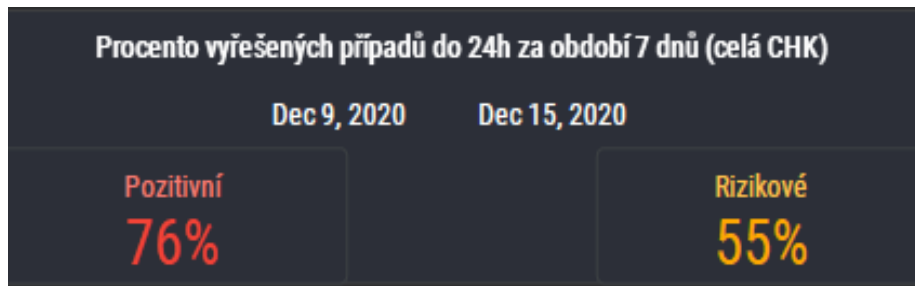 Procento vyřešených případů do 24h za období 7 dnů (celá CHK)
Dec 9, 2020 Dec 15, 2020
Pozitivní Rizikové
76% 55%